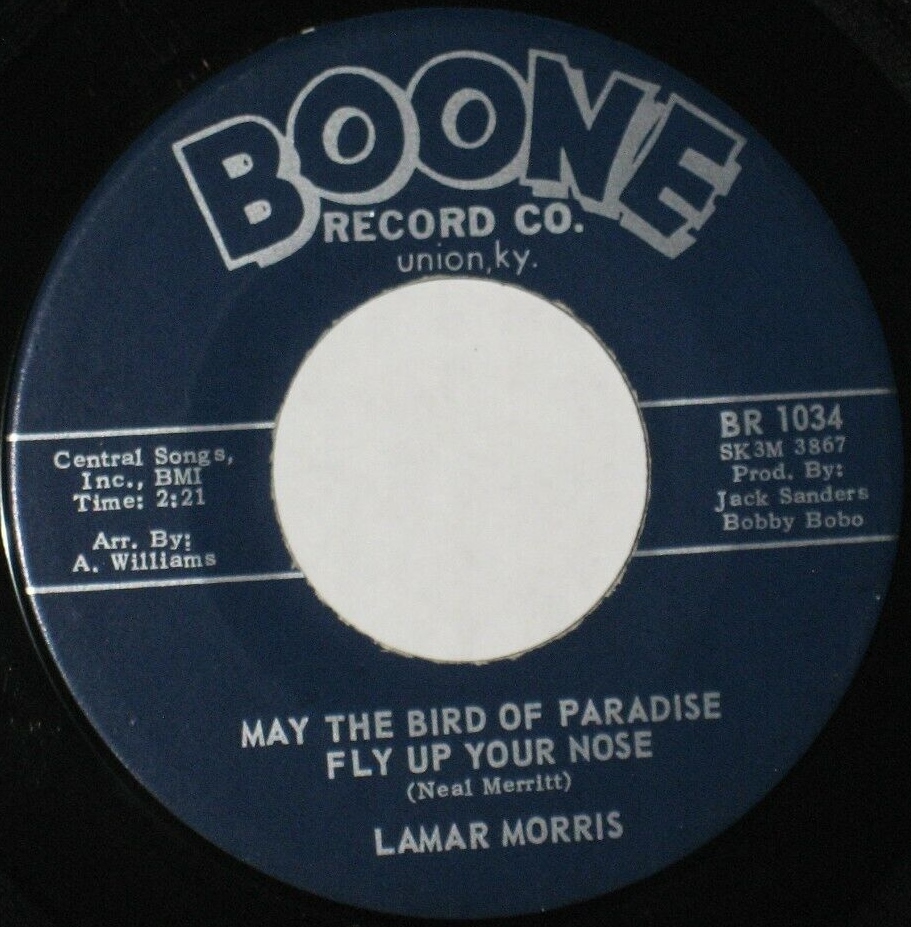 BOONE
RECORD CO.
union, ky.
Central Songs,
Inc., BMI
Time: 2:21
Arr. By:
A. Williams
BR 1034
SK3M 3867
Prod. By:
Jack Sanders
Bobby Bobo
MAY THE BIRD OF PARADISE
FLY UP YOUR NOSE
(Neal Merritt)
LAMAR MORRIS